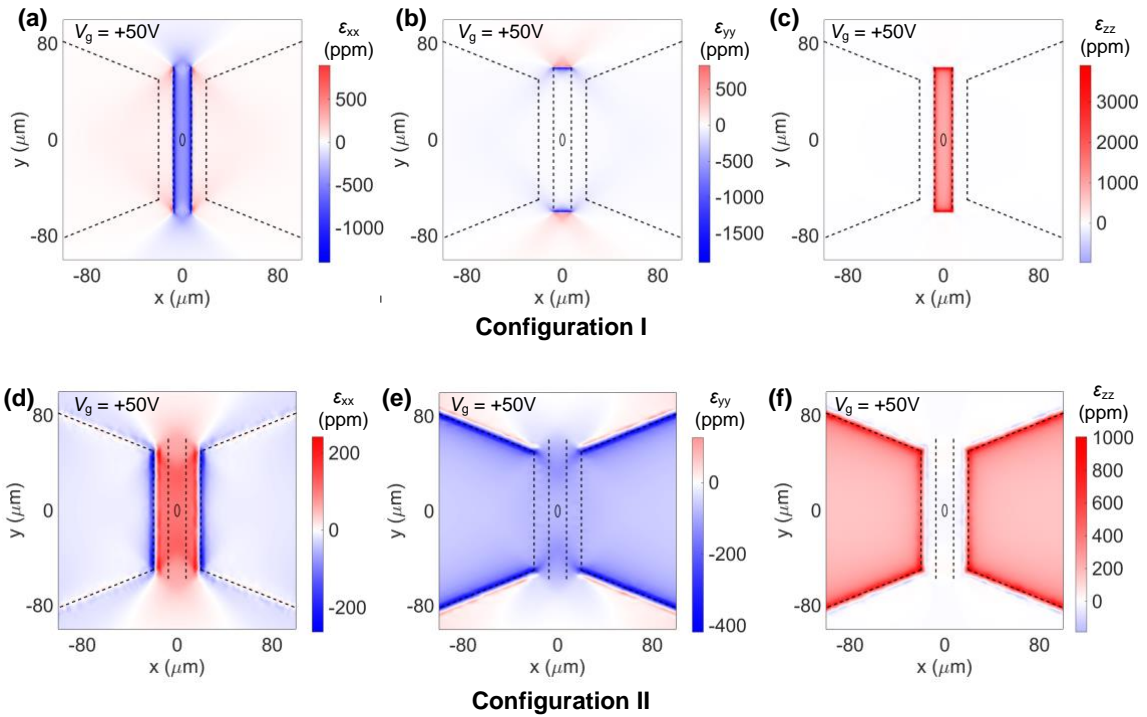 (a) Vg = +50V εxx (ppm)
80
0
-80
y (μm)
-80 0 80
x (μm)
500
0
-500
-1000
(b) Vg = +50V εyy (ppm)
80
0
-80
y (μm)
-80 0 80
x (μm)
500
0
-500
-1000
-1500
(c) Vg = +50V εzz (ppm)
80
0
-80
y (μm)
-80 0 80
x (μm)
3000
2000
1000
0
Configuration I
(d) Vg = +50V εxx (ppm)
80
0
-80
y (μm)
-80 0 80
x (μm)
200
0
-200
(e) Vg = +50V εyy (ppm)
80
0
-80
y (μm)
-80 0 80
x (μm)
0
-200
-400
(f) Vg = +50V εzz (ppm)
80
0
-80
y (μm)
-80 0 80
x (μm)
1000
800
600
400
200
0
Configuration II